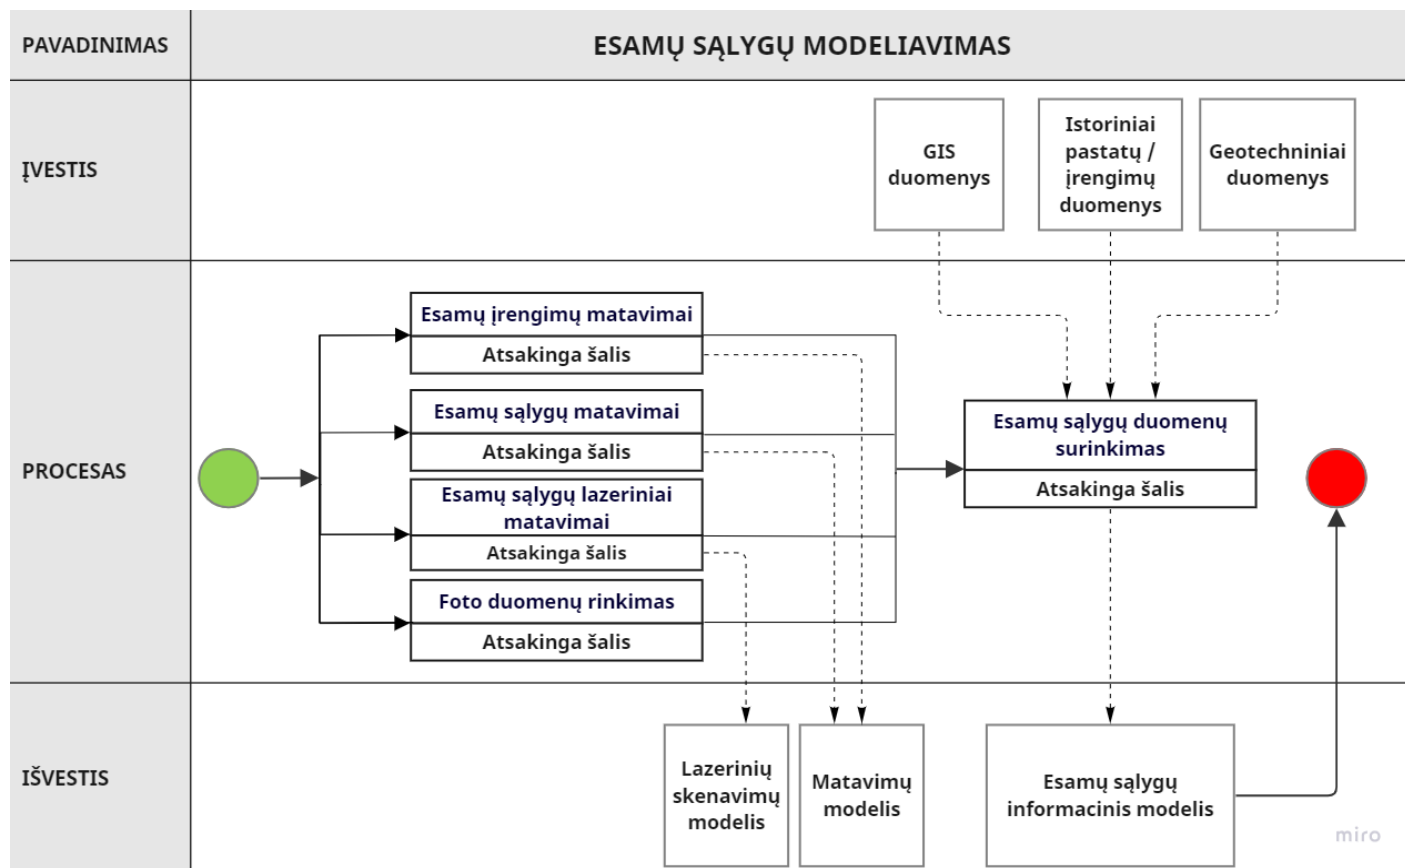 PAVADINIMAS
ESAMŲ SĄLYGŲ MODELIAVIMAS
ĮVESTIS
GIS
duomenys
Istoriniai
pastatų /
įrengimų
duomenys
Geotechniniai
duomenys
PROCESAS
Esamų įrengimų matavimai
Atsakinga šalis
Esamų sąlygų matavimai
Atsakinga šalis
Esamų sąlygų lazeriniai
matavimai
Atsakinga šalis
Foto duomenų rinkimas
Atsakinga šalis
Esamų sąlygų duomenų
surinkimas
Atsakinga šalis
IŠVESTIS
Lazerinių
skenavimų
modelis
Matavimų
modelis
Esamų sąlygų
informacinis modelis
miro